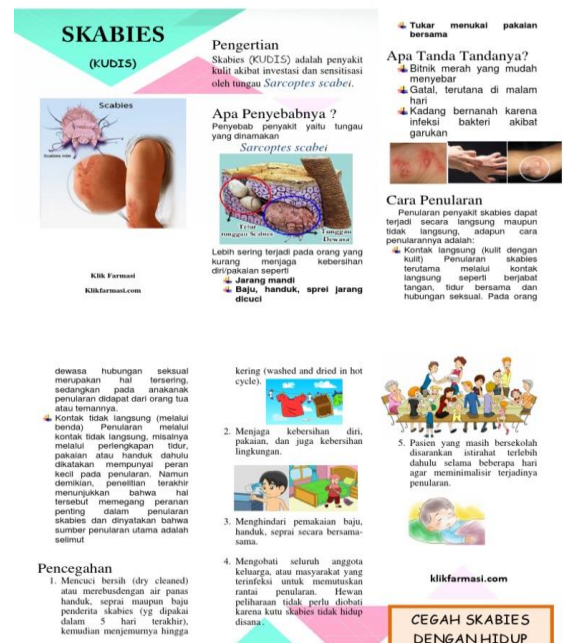 SKABIES
(KUDIS)
Scabies
Scabies mite
Klik Farmasi
Klikfarmasi.com
Pengertian
Skabies (KUDIS) adalah penyakit
kulit akibat investasi dan sensitisasi
oleh tungau Sarcoptes scabei.
Apa Penyebabnya ?
Penyebab penyakit yaitu tungau
yang dinamakan
Sarcoptes scabei
Telur
tunggau Scabies
Tunggau
Dewasa
Lebih sering terjadi pada orang yang
kurang menjaga kebersihan
diri/pakaian seperti
Jarang mandi
Baju, handuk, sprei jarang
dicuci
Tukar menukai pakaian
bersama
Apa Tanda Tandanya?
Bitnik merah yang mudah
menyebar
Gatal, terutana di malam
hari
Kadang bernanah karena
infeksi bakteri akibat
garukan
Cara Penularan
Penularan penyakit skabies dapat
terjadi secara langsung maupun
tidak langsung, adapun cara
penularannya adalah:
Kontak langsung (kulit dengan
kulit) Penularan skabies
terutama melalui kontak
langsung seperti berjabat
tangan, tidur bersama dan
hubungan seksual. Pada orang
dewasa hubungan seksual
merupakan hal tersering,
sedangkan pada anakanak
penularan didapat dari orang tua
atau temannya.
Kontak tidak langsung (melalui
benda) Penularan melalui
kontak tidak langsung, misalnya
melalui perlengkapan tidur,
pakaian atau handuk dahulu
dikatakan mempunyai peran
kecil pada penularan. Namun
demikian, penelitian terakhir
menunjukkan bahwa hal
tersebut memegang peranan
penting dalam penularan
skabies dan dinyatakan bahwa
sumber penularan utama adalah
selimut
Pencegahan
1. Mencuci bersih (dry cleaned)
atau merebusdengan air panas
handuk, seprai maupun baju
penderita skabies (yg dipakai
dalam 5 hari terakhir),
kemudian menjemurnya hingga
kering (washed and dried in hot
cycle).
2. Menjaga kebersihan diri,
pakaian, dan juga kebersihan
lingkungan.
3. Menghindari pemakaian baju,
handuk, seprai secara bersama-
sama.
4. Mengobati seluruh anggota
keluarga, atau masyarakat yang
terinfeksi untuk memutuskan
rantai penularan. Hewan
peliharaan tidak perlu diobati
karena kutu skabies tidak hidup
disana.
5. Pasien yang masih bersekolah
disarankan istirahat terlebih
dahulu selama beberapa hari
agar meminimalisir terjadinya
penularan.
klikfarmasi.com
CEGAH SKABIES
DENGAN HIDUP